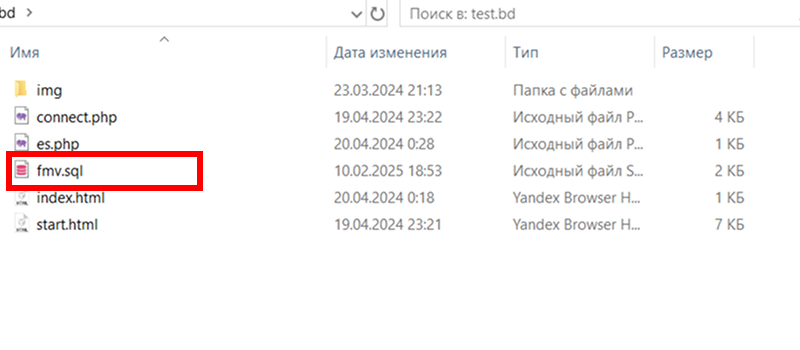 bd
Поиск в: test.bd
Имя Дата изменения Тип Размер
img 23.03.2024 21:13 Папка с файлами
connect.php 19.04.2024 23:22 Исходный файл P... 4 КБ
es.php 20.04.2024 0:28 Исходный файл P... 1 КБ
fmv.sql 10.02.2025 18:53 Исходный файл S... 2 КБ
index.html 20.04.2024 0:18 Yandex Browser H... 1 КБ
start.html 19.04.2024 23:21 Yandex Browser H... 7 КБ